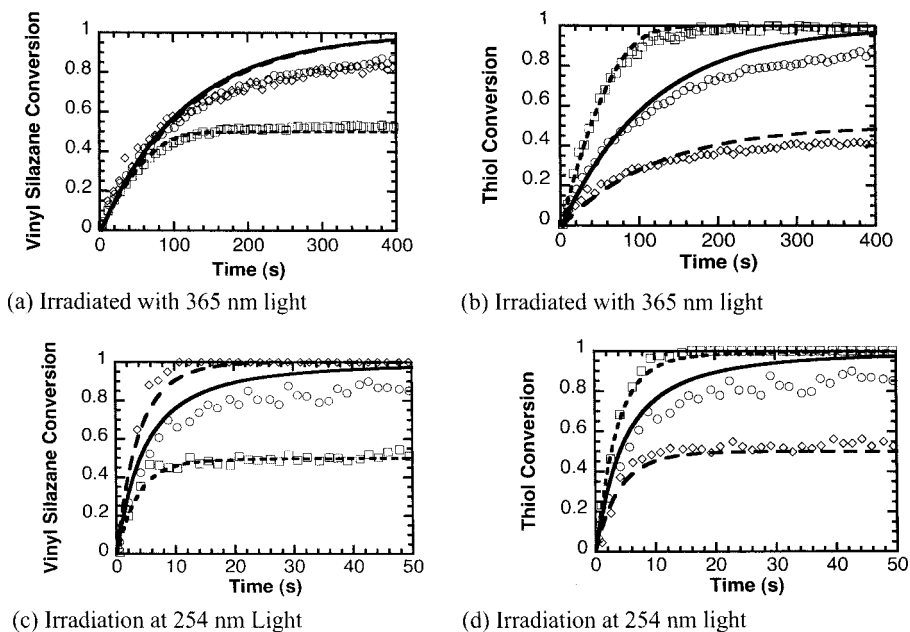 Vinyl Silazane Conversion
1
0.8
0.6
0.4
0.2
0
0 100 200 300 400
Time (s)
(a) Irradiated with 365 nm light
Thiol Conversion
1
0.8
0.6
0.4
0.2
0
0 100 200 300 400
Time (s)
(b) Irradiated with 365 nm light
Vinyl Silazane Conversion
1
0.8
0.6
0.4
0.2
0
0 10 20 30 40 50
Time (s)
(c) Irradiation at 254 nm Light
Thiol Conversion
1
0.8
0.6
0.4
0.2
0
0 10 20 30 40 50
Time (s)
(d) Irradiation at 254 nm light